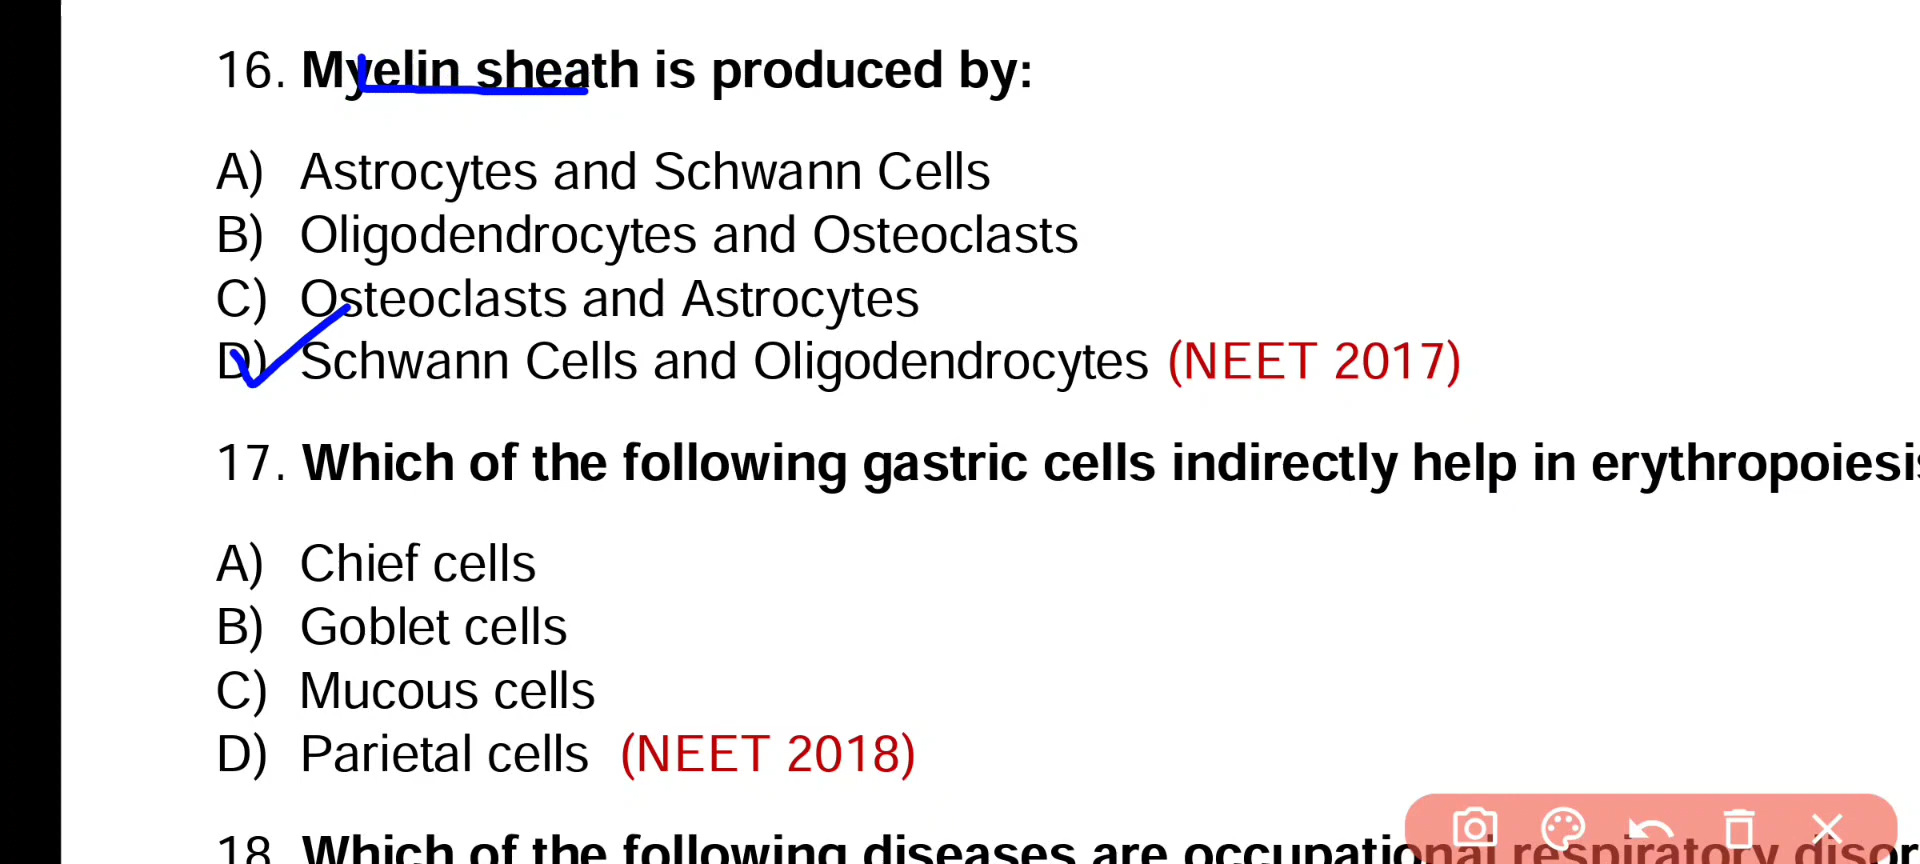 16. Myelin sheath is produced by:
A) Astrocytes and Schwann Cells
B) Oligodendrocytes and Osteoclasts
C) Osteoclasts and Astrocytes
D) Schwann Cells and Oligodendrocytes (NEET 2017)
17. Which of the following gastric cells indirectly help in
A) Chief cells
B) Goblet cells
C) Mucous cells
D) Parietal cells (NEET 2018)
18 Which of the following diseases are occupational respiratory